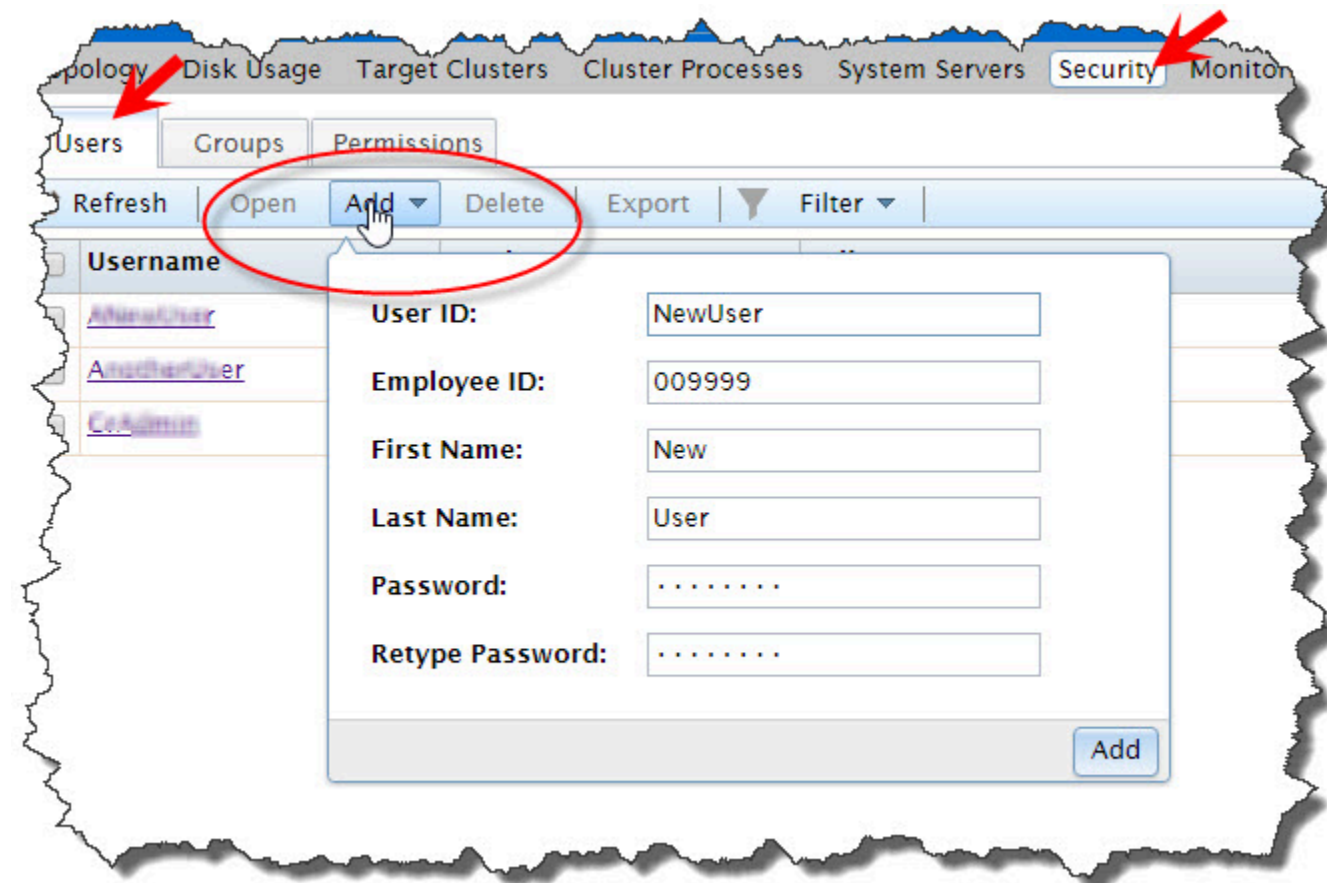 pology Disk Usage Target Clusters Cluster Processes System Servers Security Monitor
Users Groups Permissions
Refresh Open Add Delete Export Filter
Username
User ID: NewUser
AnotherUser
Employee ID: 009999
First Name: New
Last Name: User
Password: ········
Retype Password: ········
Add